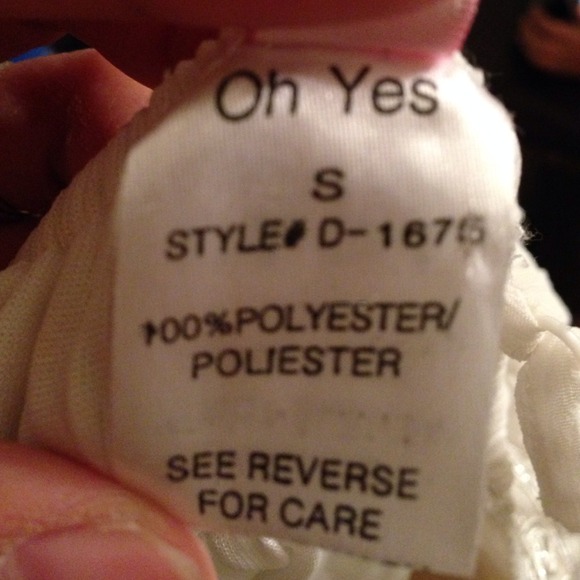 Oh Yes
S
STYLE# D-1675
100%POLYESTER/
POLIESTER
SEE REVERSE
FOR CARE